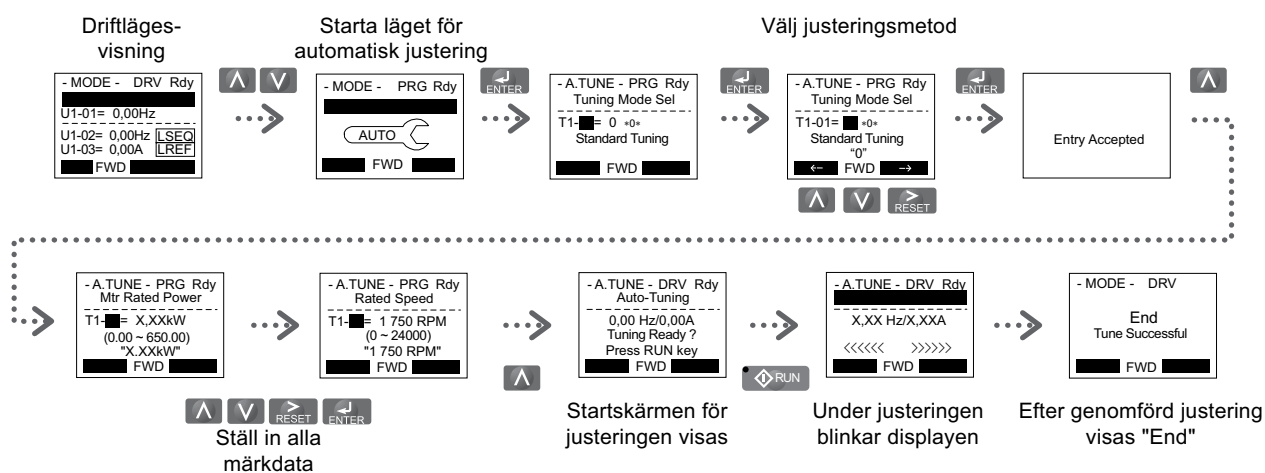 Driftläges-
visning
- MODE -   DRV  Rdy
U1-01=  0,00Hz
U1-02=  0,00Hz  LSEQ
U1-03=  0,00A  LREF
FWD
Starta läget för
automatisk justering
- MODE -   PRG Rdy
AUTO
FWD
ENTER
- A.TUNE -  PRG  Rdy
Tuning Mode Sel
T1-  =  0  *0*
Standard Tuning
FWD
Välj justeringsmetod
ENTER
- A.TUNE -  PRG  Rdy
Tuning Mode Sel
T1-01=  *0*
Standard Tuning
“0”
← FWD →
RESET
ENTER
Entry Accepted
- A.TUNE -  PRG  Rdy
Mtr Rated Power
T1-  =  X,XXkW
(0.00 ~ 650.00)
"X.XXkW"
FWD
- A.TUNE -  PRG  Rdy
Rated Speed
T1-  =  1 750 RPM
(0 ~ 24000)
"1 750 RPM"
FWD
RESET ENTER
Ställ in alla
märkdata
- A.TUNE -  DRV  Rdy
Auto-Tuning
0,00 Hz/0,00A
Tuning Ready ?
Press RUN key
FWD
Startskärmen för
justeringen visas
RUN
- A.TUNE -  DRV  Rdy
X,XX Hz/X,XXA
<<<<<<  >>>>>>
FWD
Under justeringen
blinkar displayen
- MODE -   DRV
End
Tune Successful
FWD
Efter genomförd justering
visas "End"